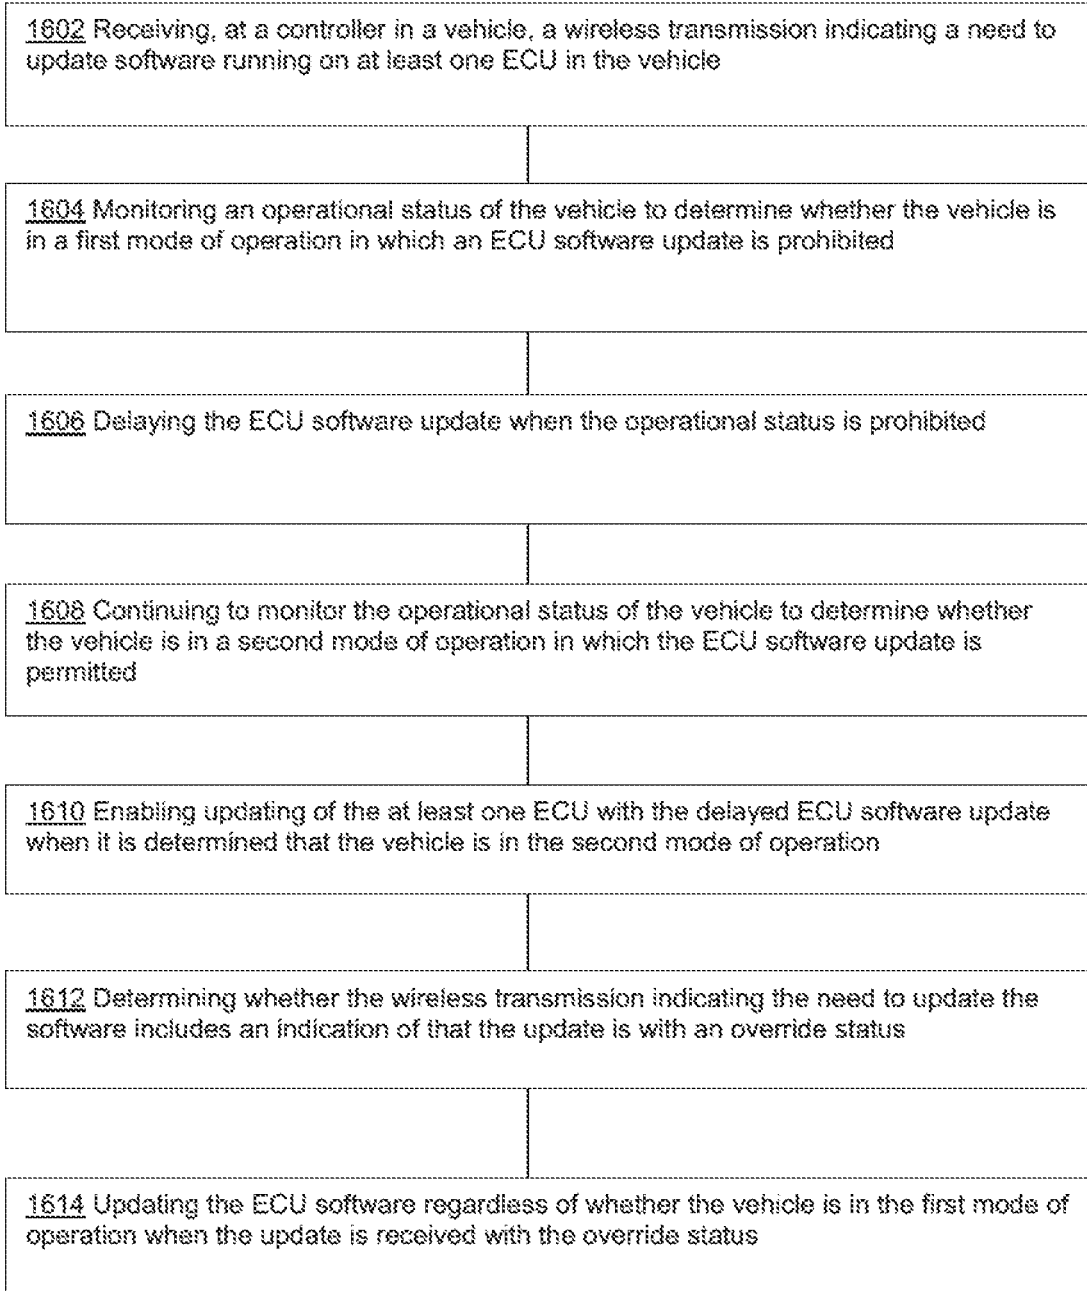 1602 Receiving, at a controller in a vehicle, a wireless transmission indicating a need to
update software running on at least one ECU in the vehicle
1604 Monitoring an operational status of the vehicle to determine whether the vehicle is
in a first mode of operation in which an ECU software update is prohibited
1606 Delaying the ECU software update when the operational status is prohibited
1608 Continuing to monitor the operational status of the vehicle to determine whether
the vehicle is in a second mode of operation in which the ECU software update is
permitted
1610 Enabling updating of the at least one ECU with the delayed ECU software update
when it is determined that the vehicle is in the second mode of operation
1612 Determining whether the wireless transmission indicating the need to update the
software includes an indication of that the update is with an override status
1614 Updating the ECU software regardless of whether the vehicle is in the first mode of
operation when the update is received with the override status